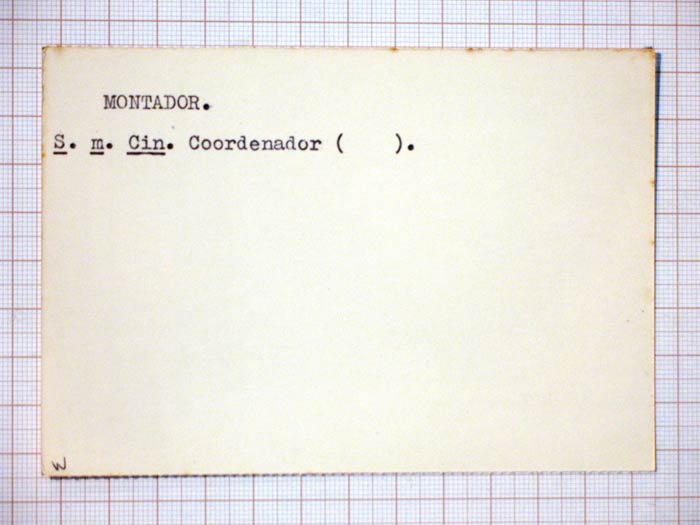 MONTADOR.
S. m. Cin. Coordenador (    ).